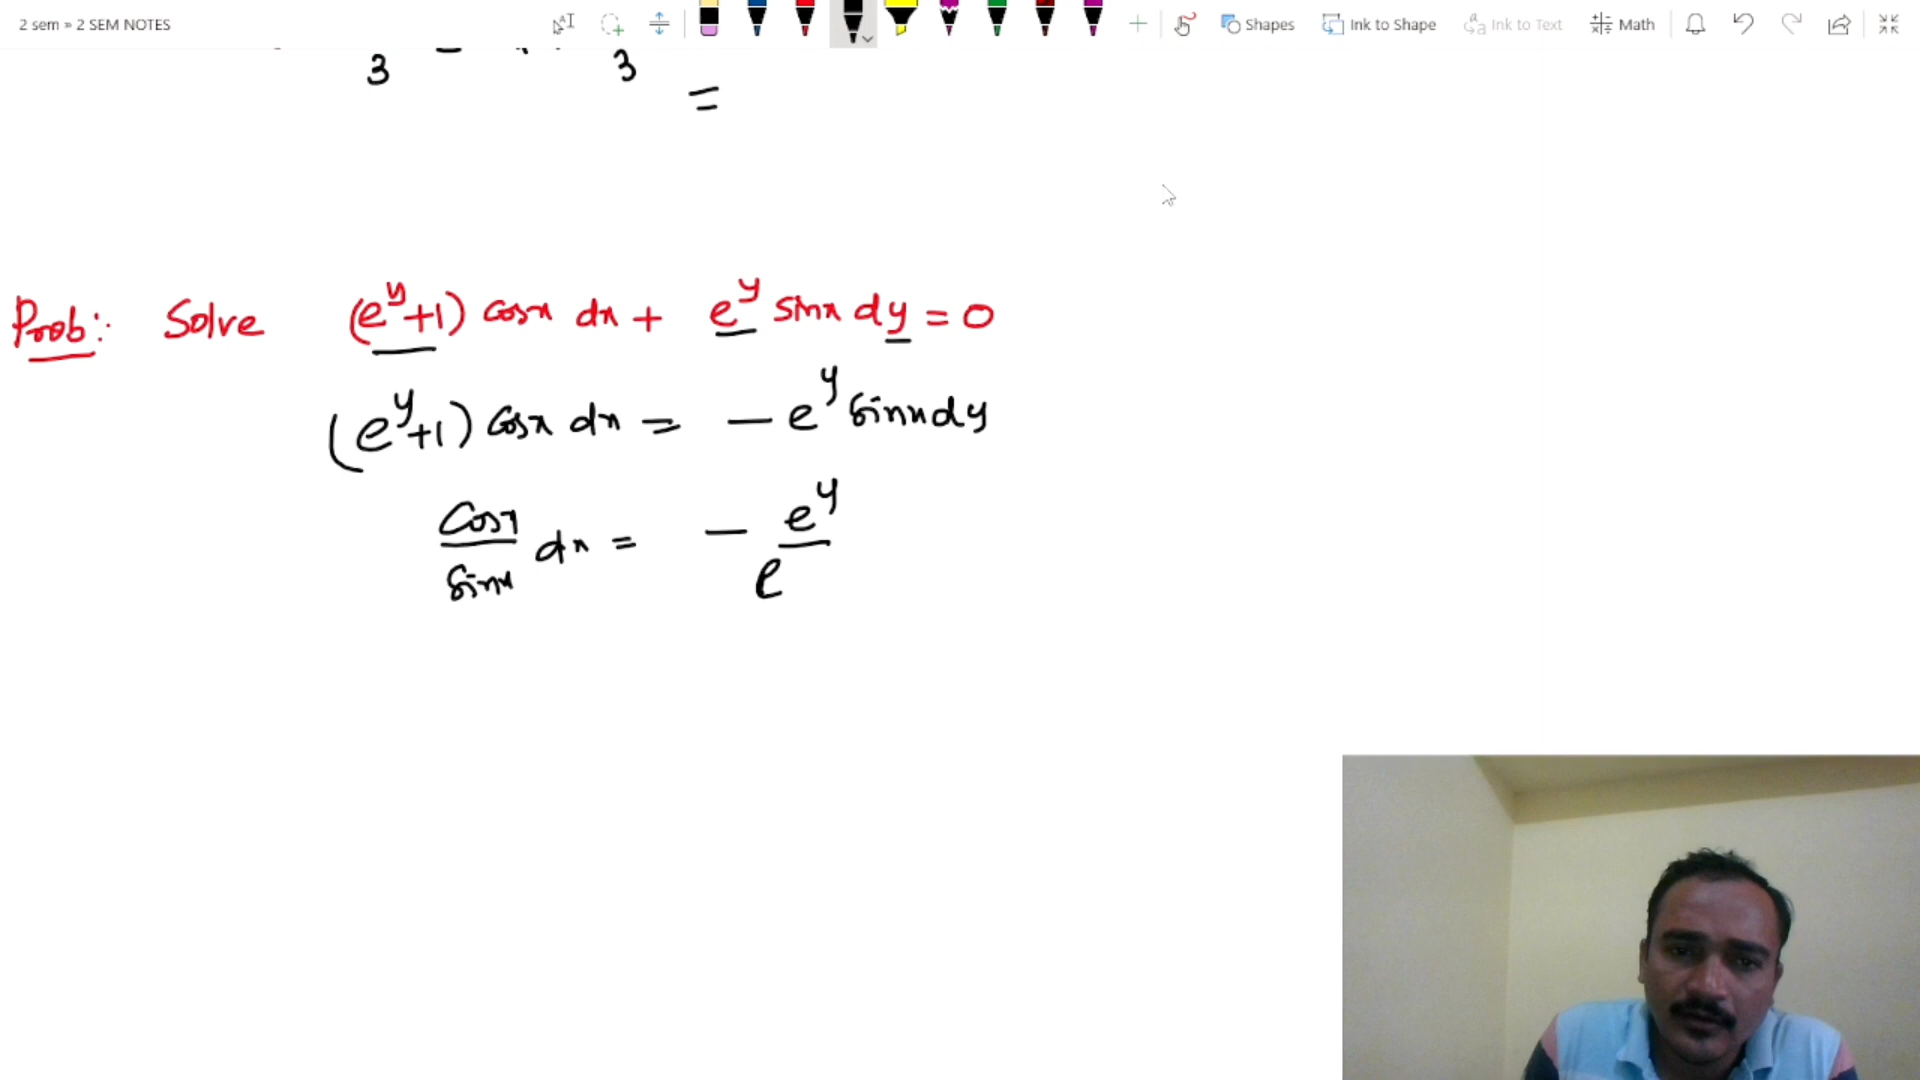 2 sem » 2 SEM NOTES Shapes Ink to Shape Ink to Text Math
3 3
=
Prob:: Solve (e^y+1) cosx dx + e^y sinx dy = 0
(e^y+1) cosx dx = - e^y sinx dy
cosx/sinx dx = - e^y/e